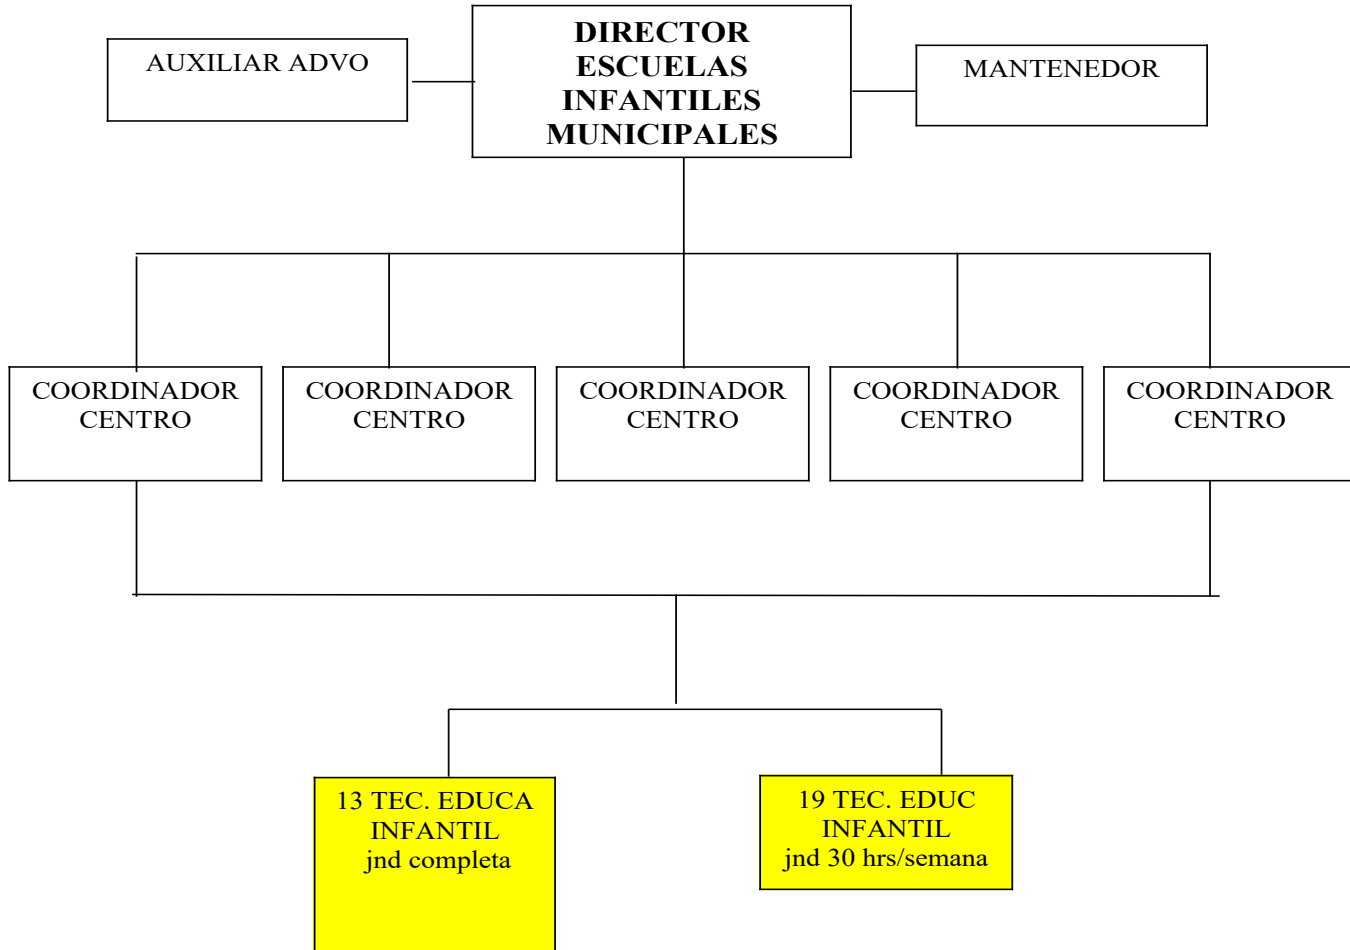 AUXILIAR ADVO
DIRECTOR
ESCUELAS
INFANTILES
MUNICIPALES
MANTENEDOR
COORDINADOR
CENTRO
COORDINADOR
CENTRO
COORDINADOR
CENTRO
COORDINADOR
CENTRO
COORDINADOR
CENTRO
13 TEC. EDUCA
INFANTIL
jnd completa
19 TEC. EDUC
INFANTIL
jnd 30 hrs/semana